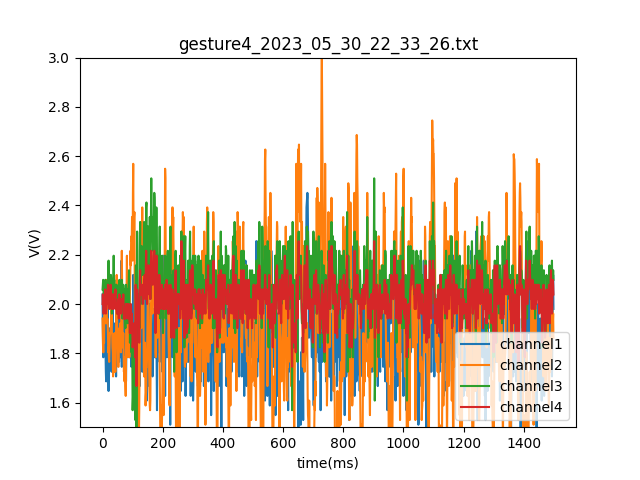 gesture4_2023_05_30_22_33_26.txt
3.0
2.8
2.6
2.4
2.2
2.0
1.8
1.6
V(V)
channel1
channel2
channel3
channel4
0 200 400 600 800 1000 1200 1400
time(ms)